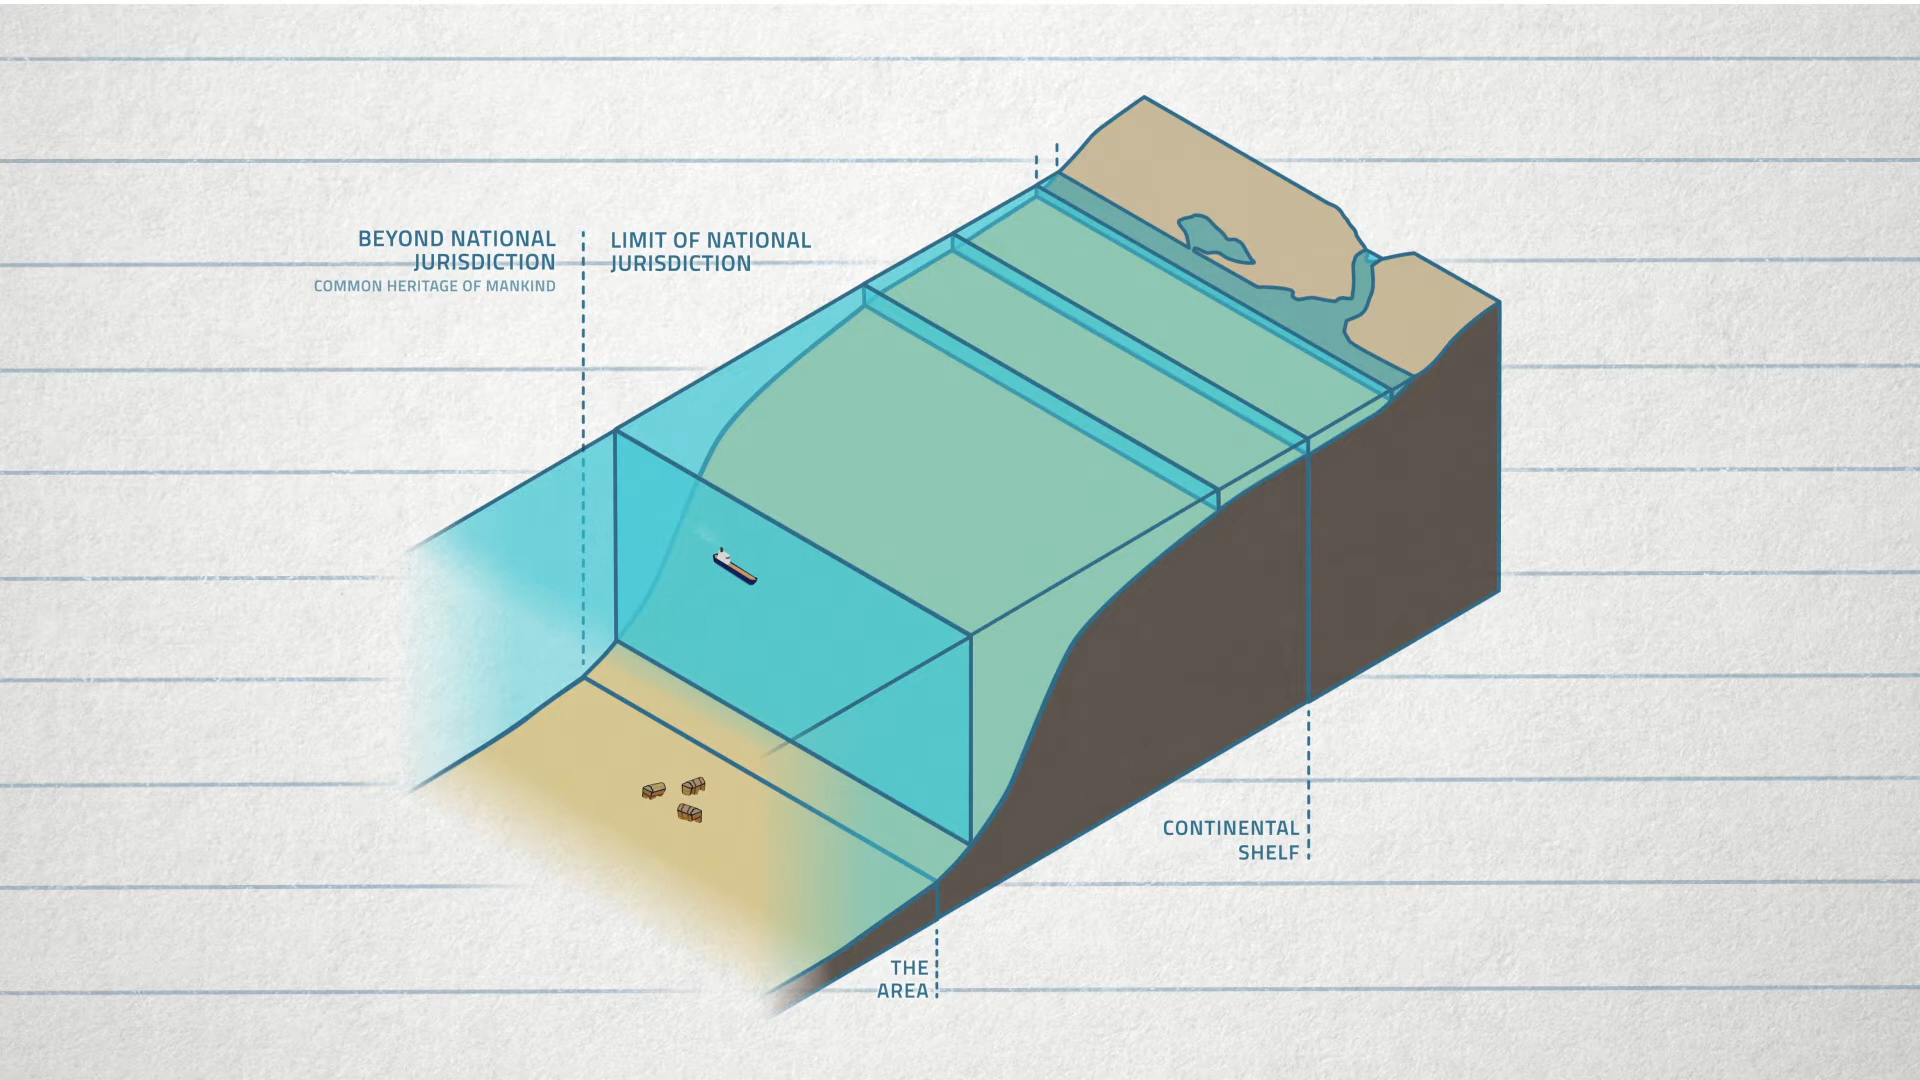 BEYOND NATIONAL
JURISDICTION
COMMON HERITAGE OF MANKIND
LIMIT OF NATIONAL
JURISDICTION
CONTINENTAL
SHELF
THE
AREA